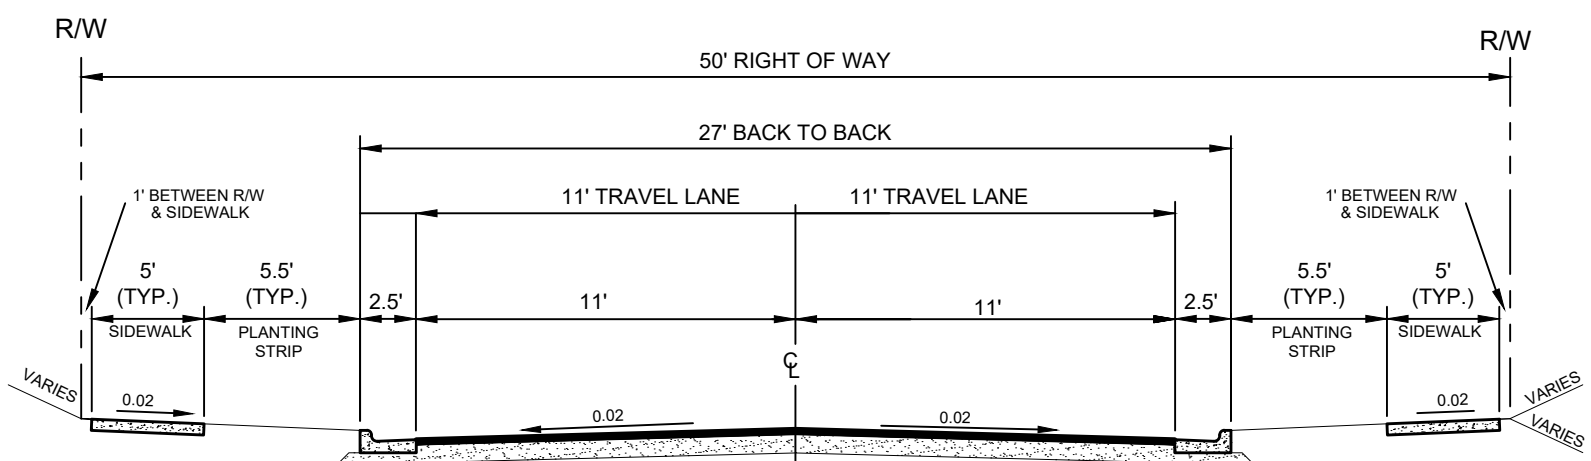 R/W
R/W
50' RIGHT OF WAY
27' BACK TO BACK
1' BETWEEN R/W
& SIDEWALK
11' TRAVEL LANE
11' TRAVEL LANE
1' BETWEEN R/W
& SIDEWALK
5'
(TYP.)
SIDEWALK
5.5'
(TYP.)
PLANTING
STRIP
2.5'
11'
11'
2.5'
5.5'
(TYP.)
PLANTING
STRIP
5'
(TYP.)
SIDEWALK
CL
VARIES
0.02
0.02
0.02
0.02
VARIES
VARIES